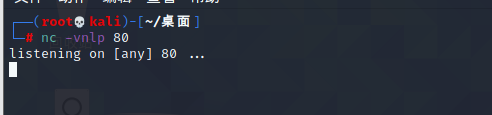 (root💀kali)-[~/桌面]
# nc -vnlp 80
listening on [any] 80 ...